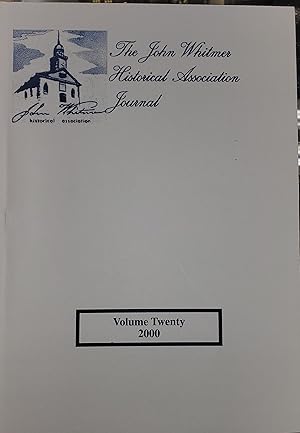 The John Whitmer
Historical Association
Journal
John Whitmer
historical association
Volume Twenty
2000